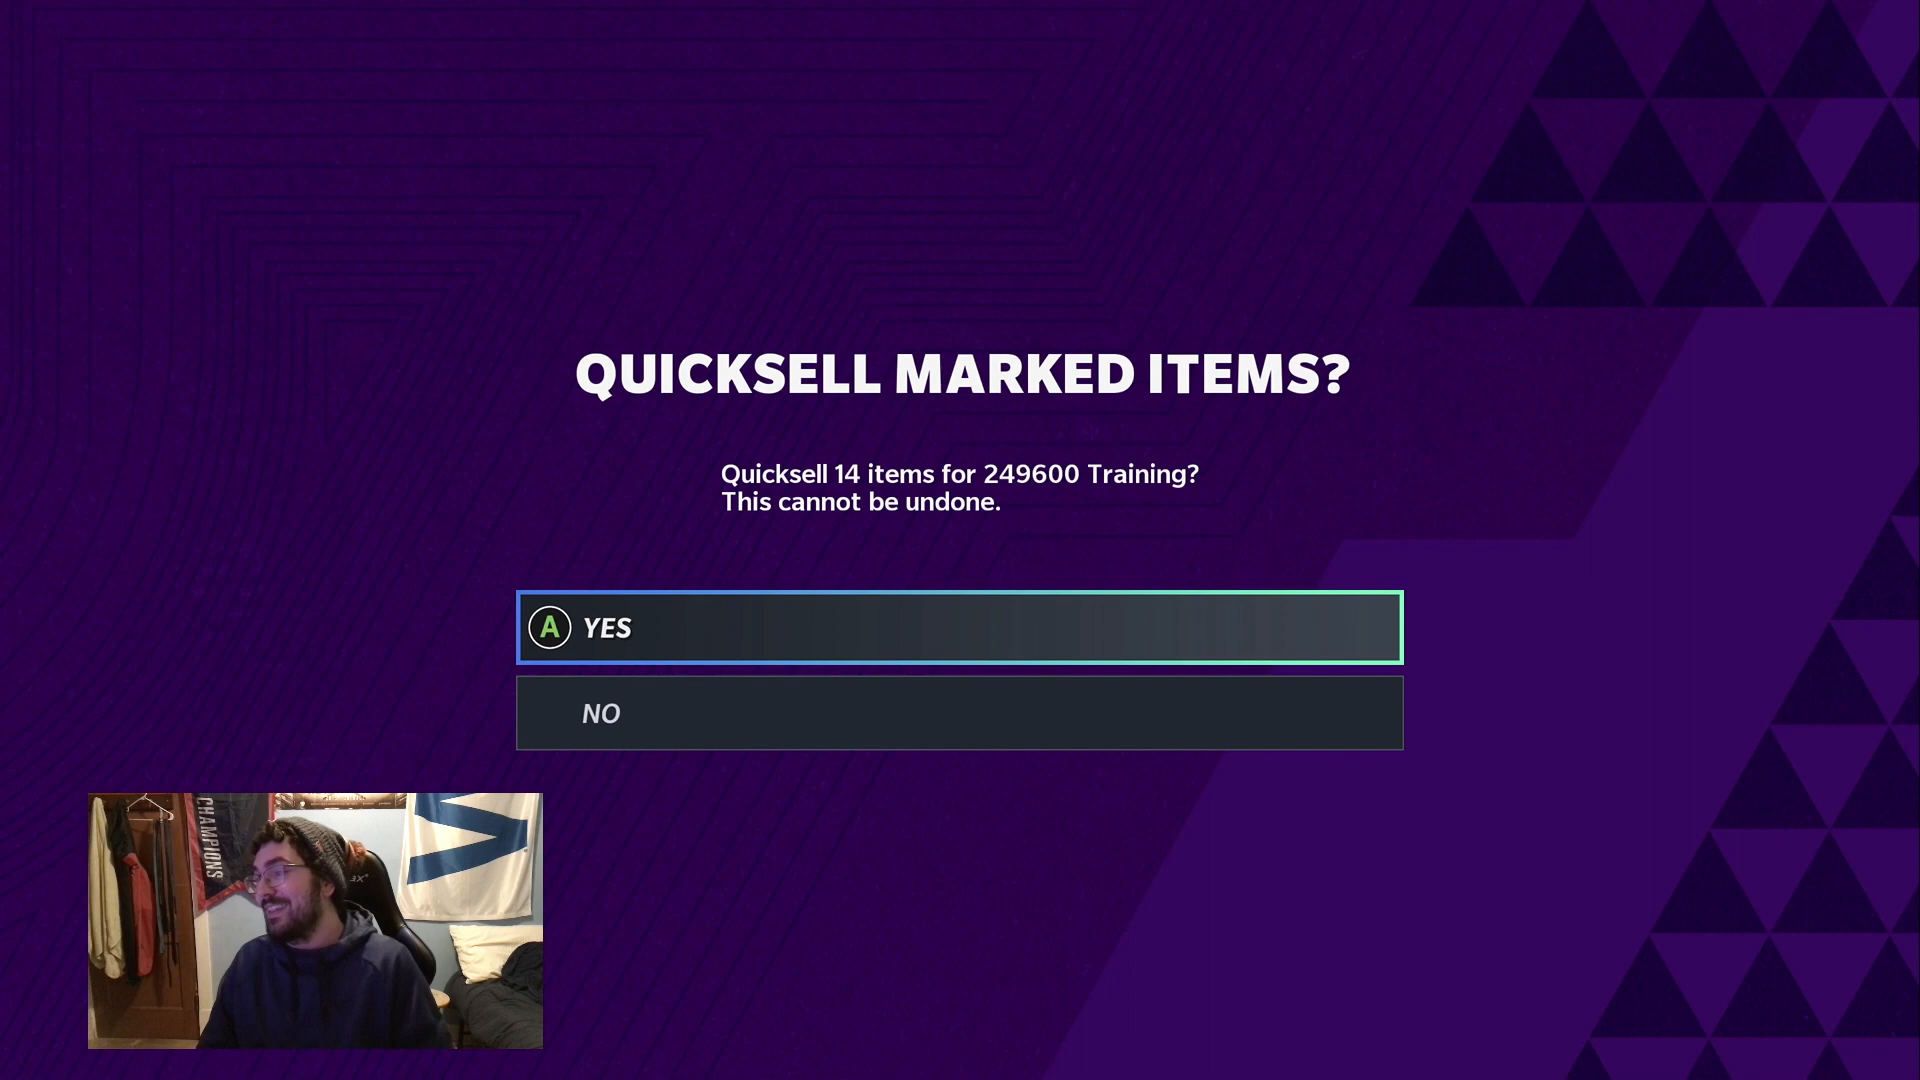 QUICKSELL MARKED ITEMS?
Quicksell 14 items for 249600 Training?
This cannot be undone.
A YES
NO
CHAMPIONS
W